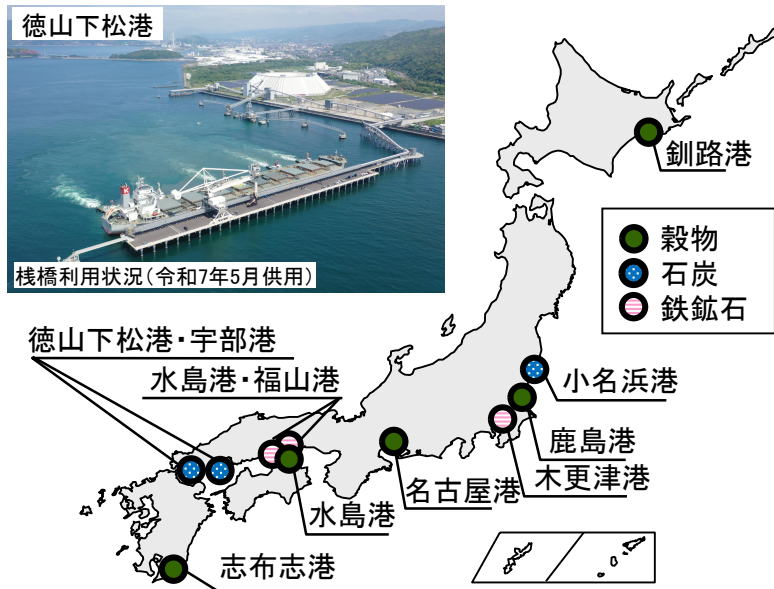 徳山下松港
桟橋利用状況(令和7年5月供用)
釧路港
穀物
石炭
鉄鉱石
徳山下松港・宇部港
水島港・福山港
小名浜港
鹿島港
木更津港
名古屋港
水島港
志布志港